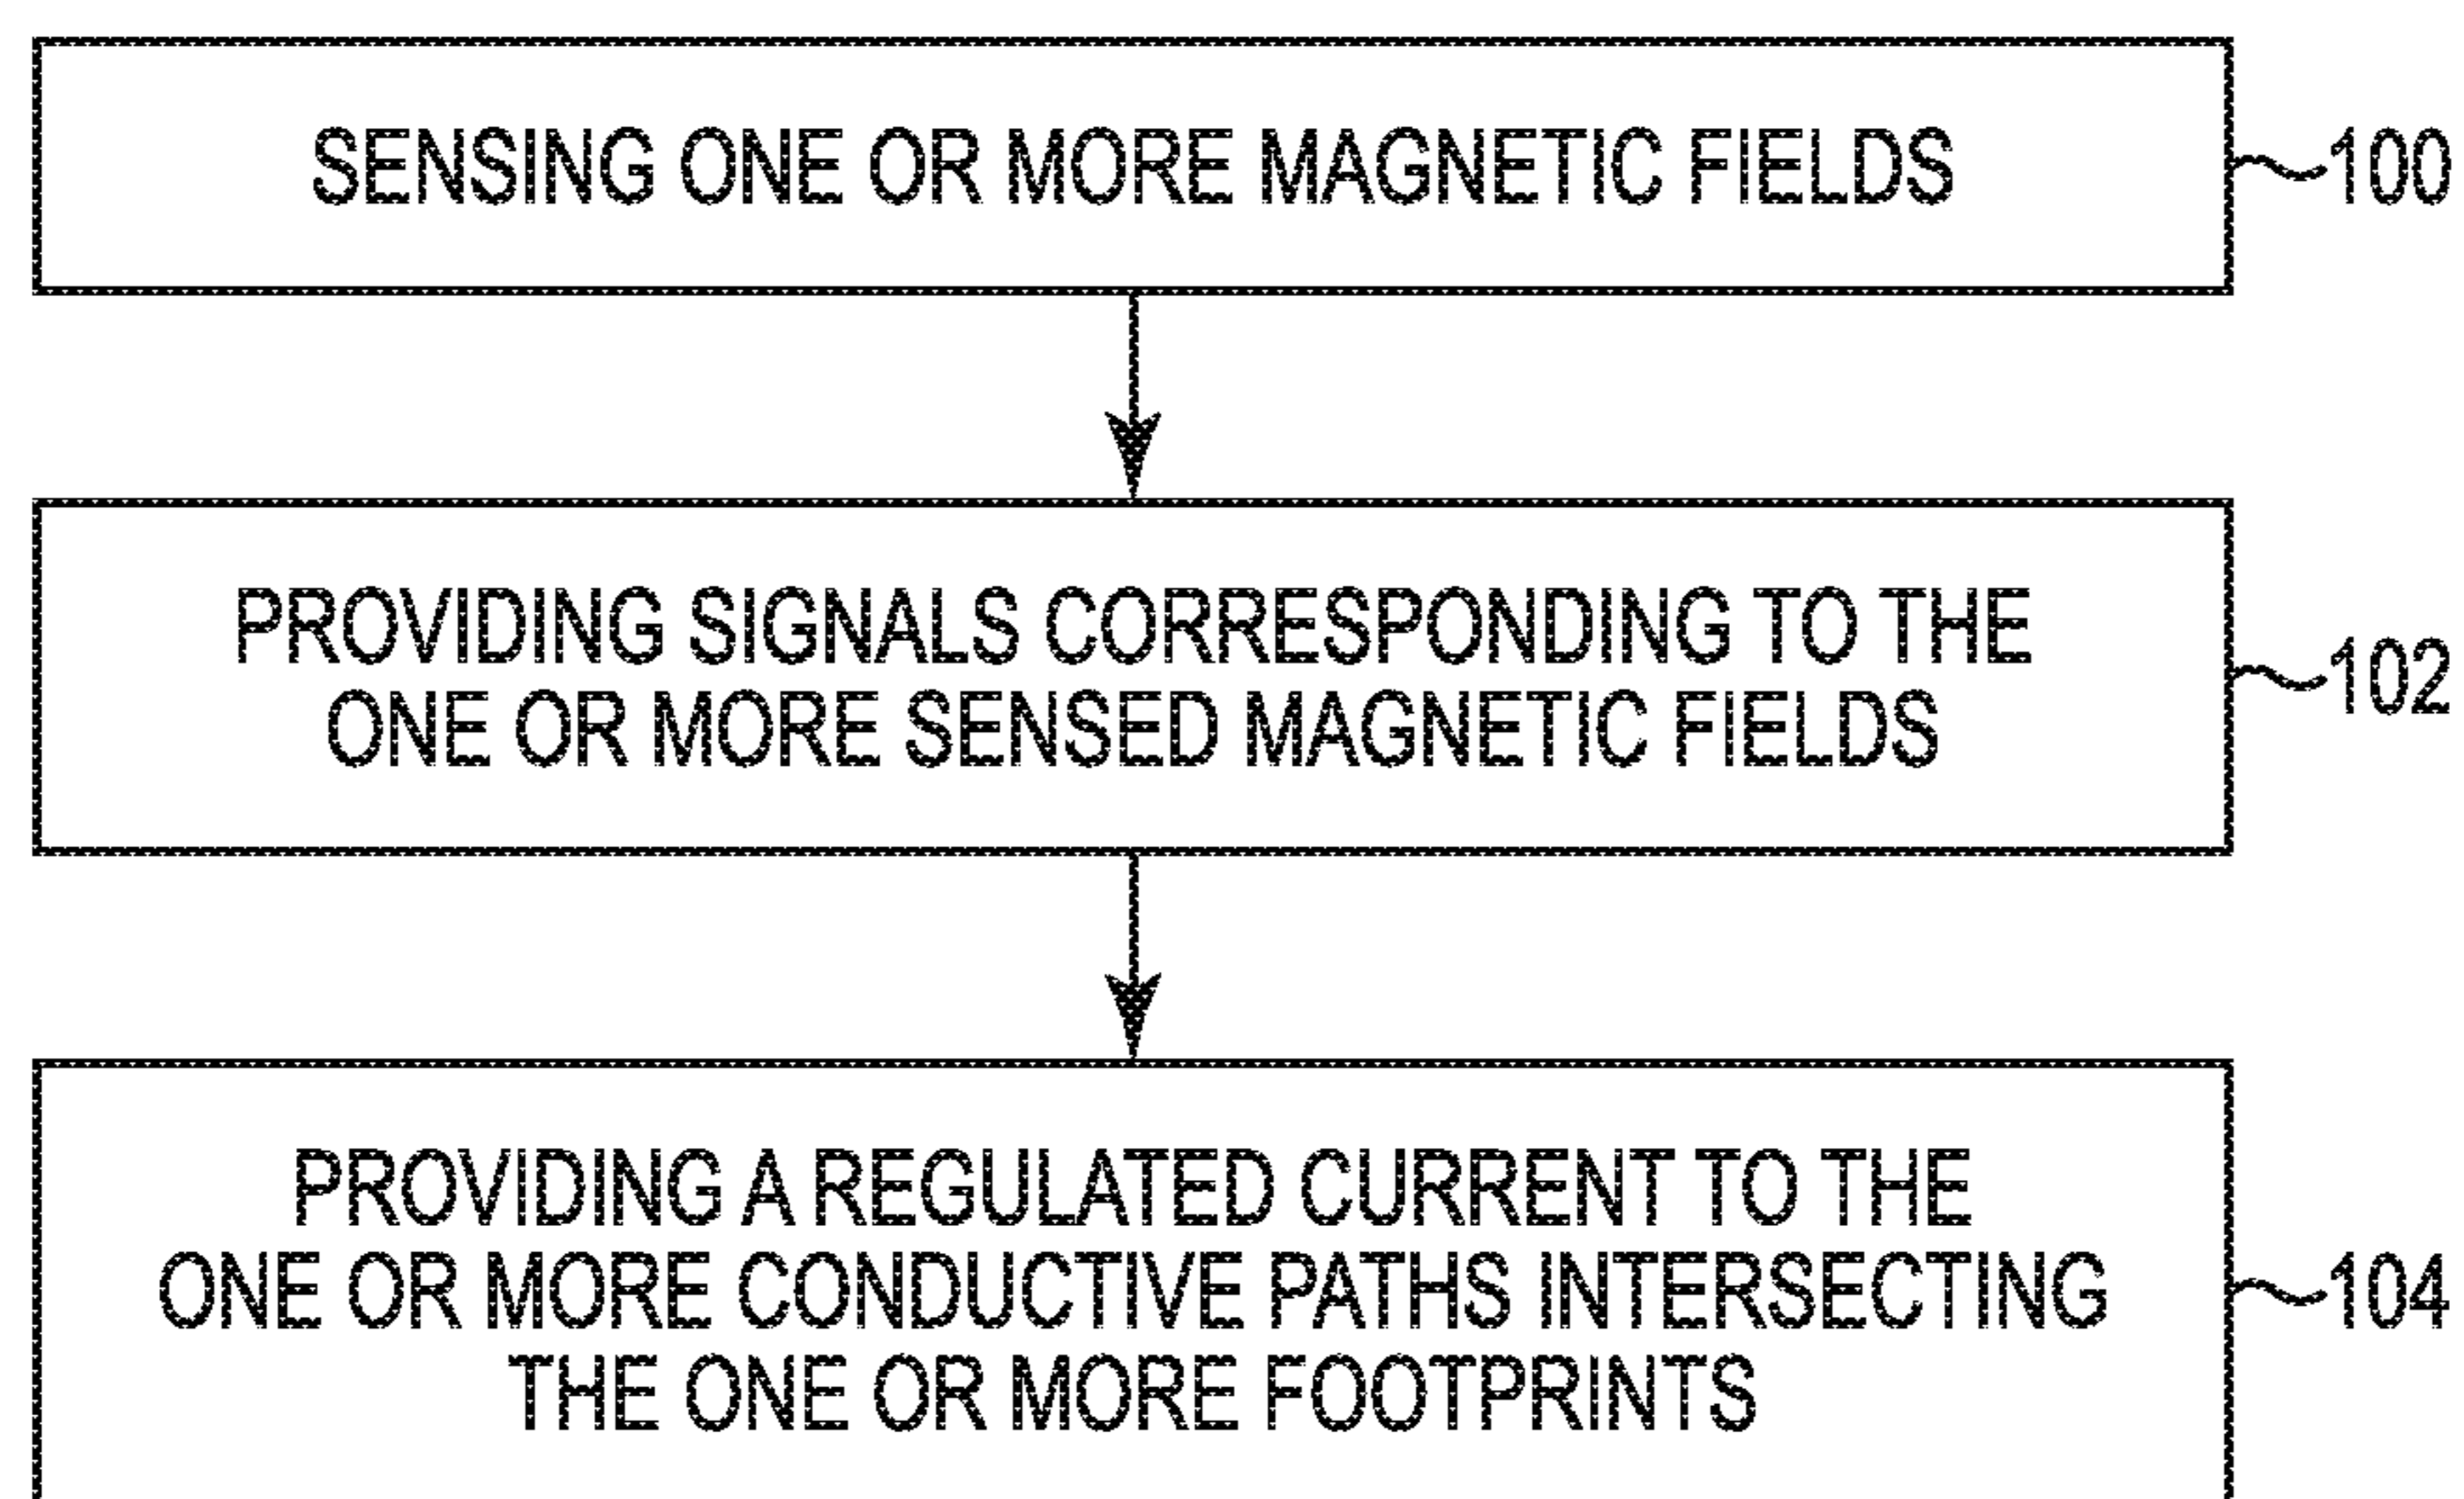 SENSING ONE OR MORE MAGNETIC FIELDS
100
PROVIDING SIGNALS CORRESPONDING TO THE
ONE OR MORE SENSED MAGNETIC FIELDS
102
PROVIDING A REGULATED CURRENT TO THE
ONE OR MORE CONDUCTIVE PATHS INTERSECTING
THE ONE OR MORE FOOTPRINTS
104